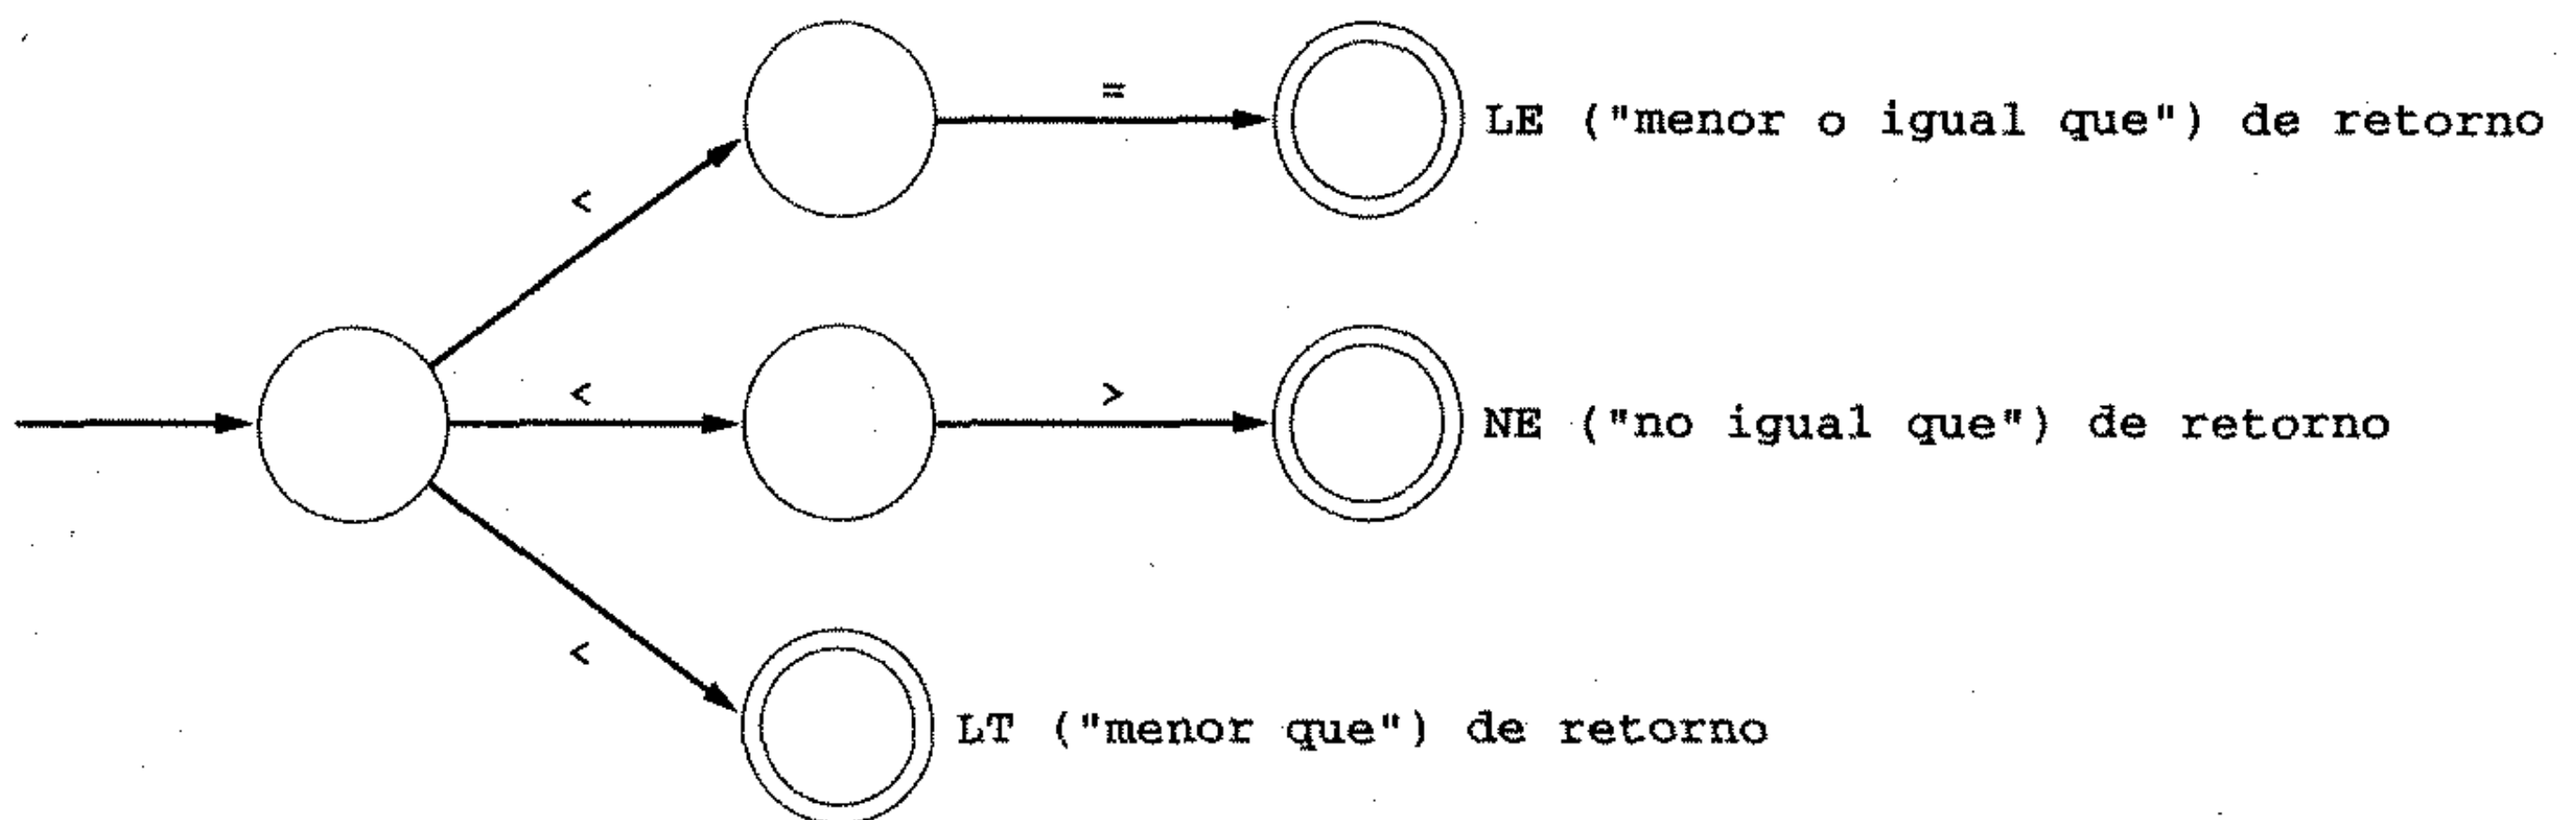 =
LE ("menor o igual que") de retorno
<
< >
NE ("no igual que") de retorno
<
LT ("menor que") de retorno